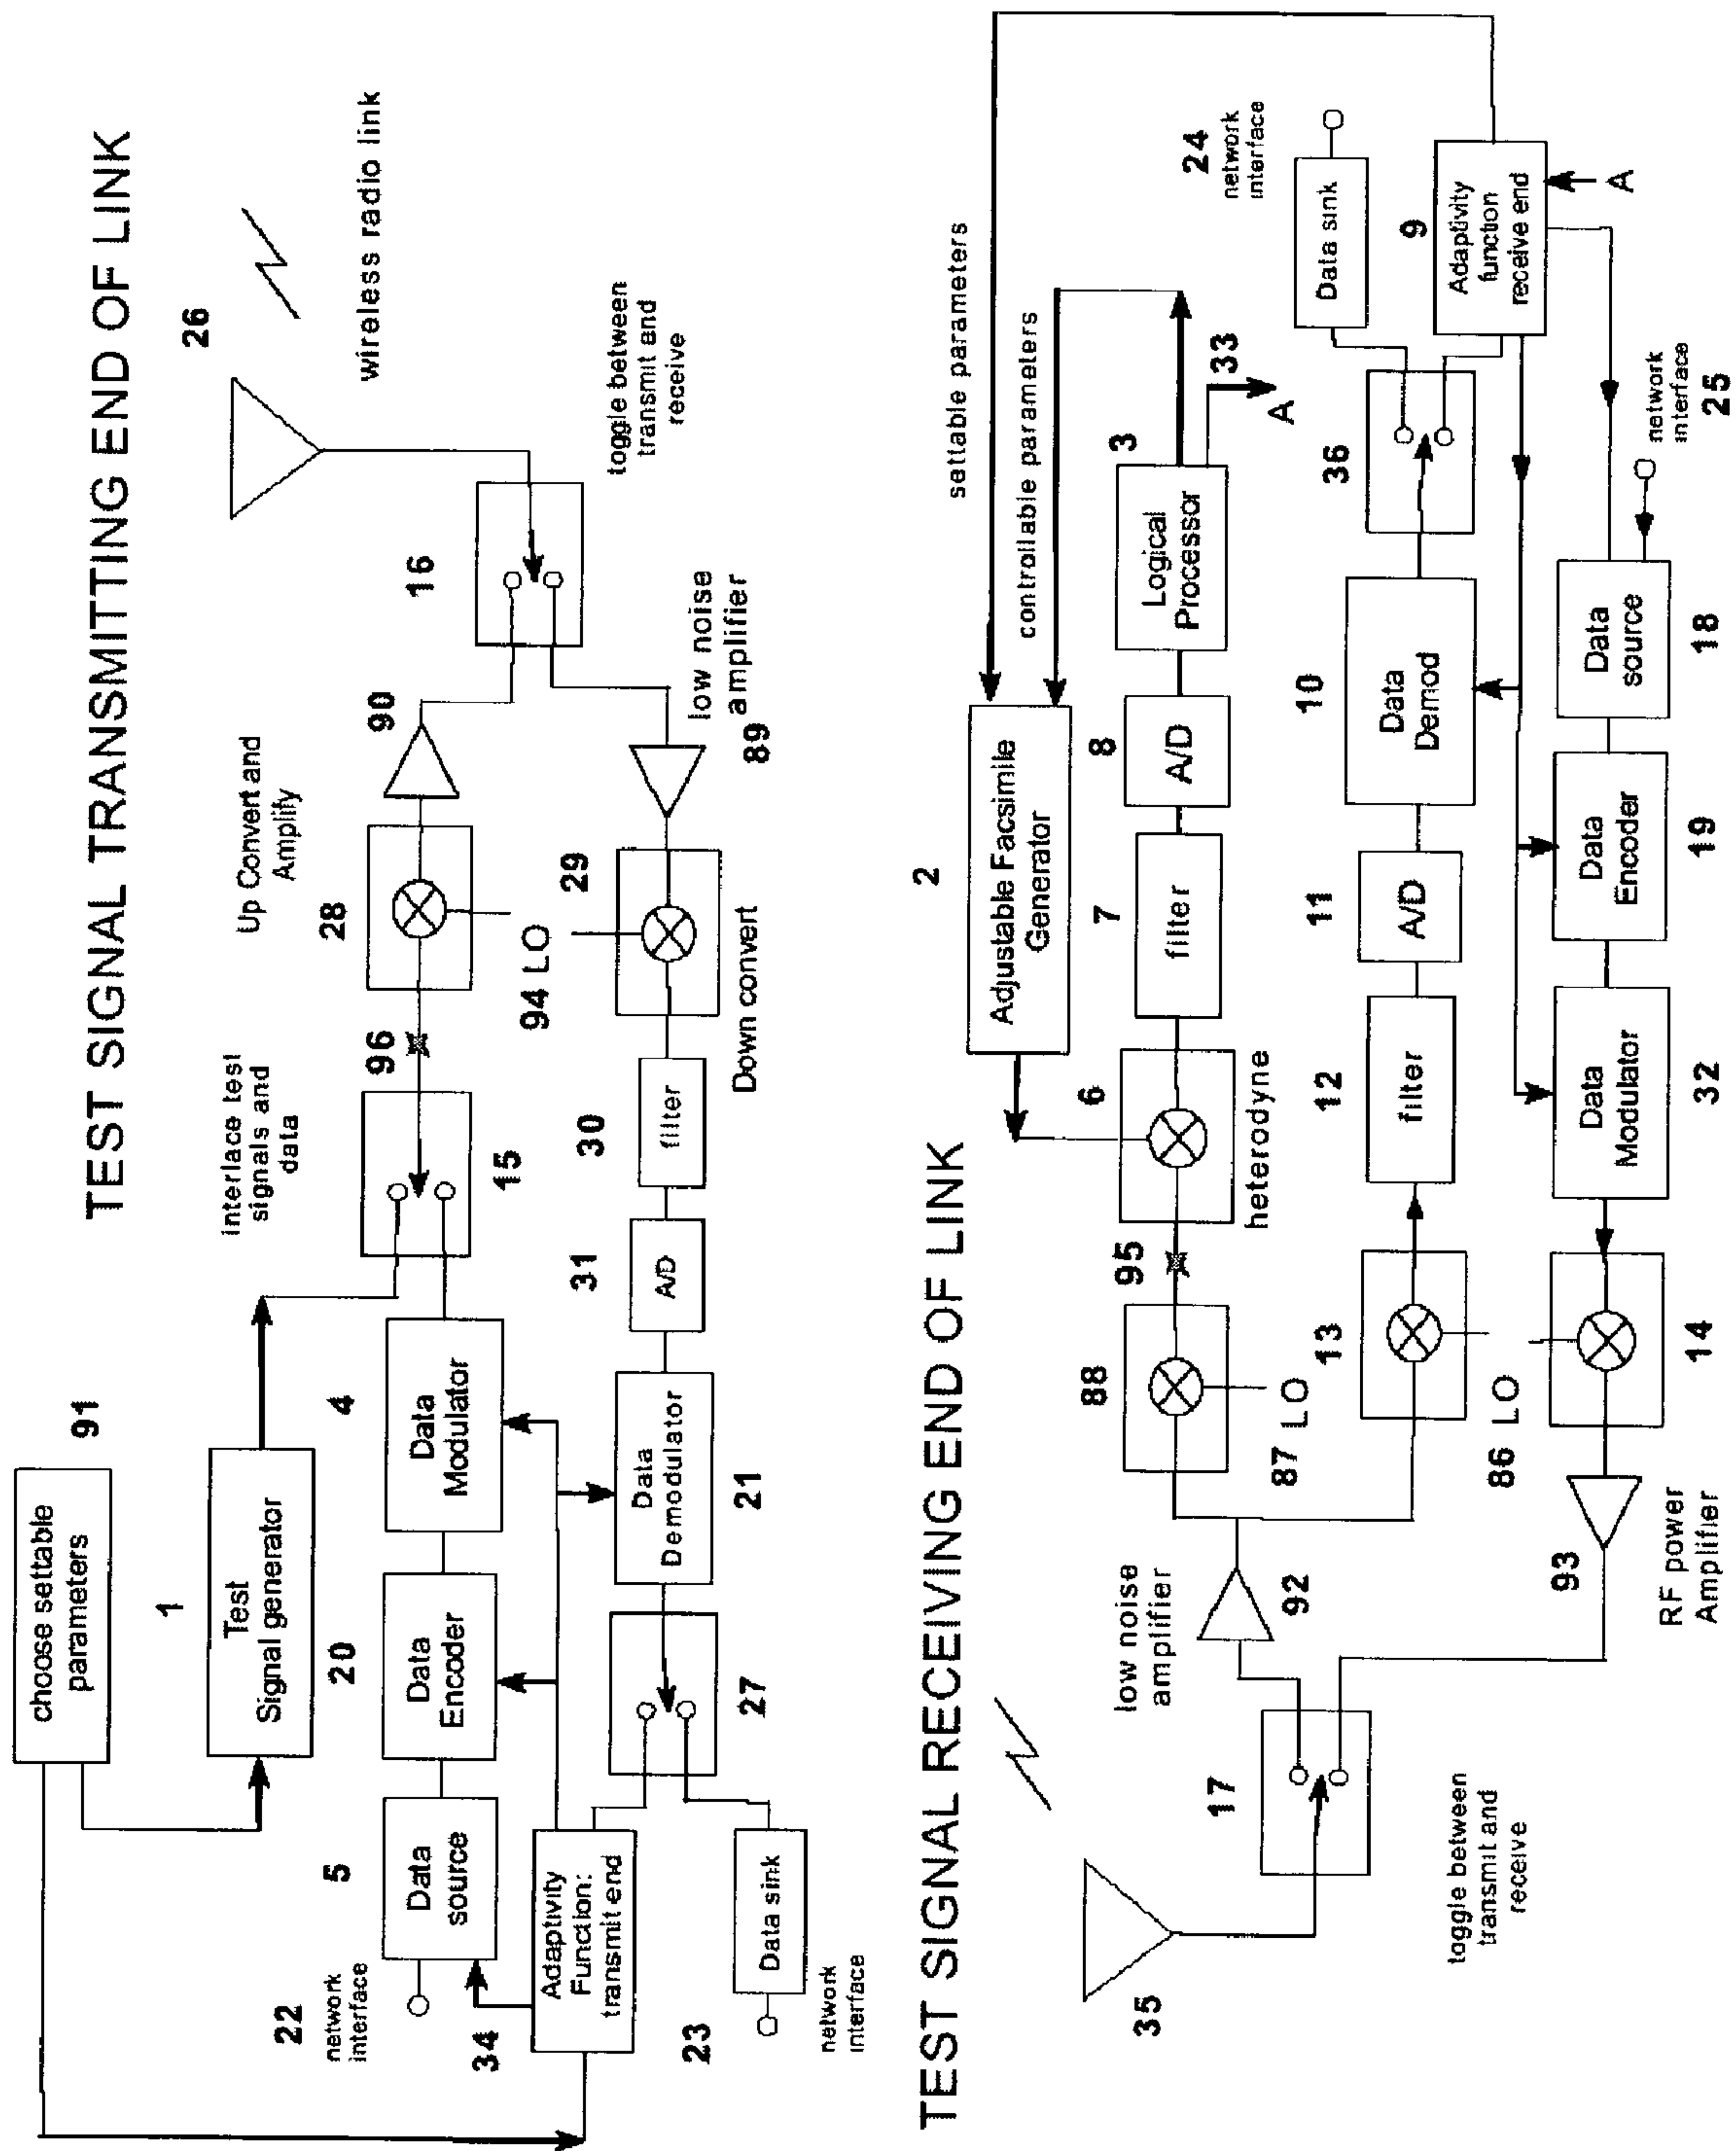 TEST SIGNAL TRANSMITTING END OF LINK
choose settable
parameters
91
1
Test
Signal generator
interlace test
signals and
data
Up Convert and
Amplify
26
wireless radio link
22
network
interface
5
Data
source
20
Data
Encoder
4
Data
Modulator
15
96
28
90
16
toggle between
transmit and
receive
34
Adaptivity
Function:
transmit end
94 LO
29
low noise
amplifier
89
Down convert
30
filter
31
A/D
Data
Demodulator
21
27
23
Data sink
network
interface
TEST SIGNAL RECEIVING END OF LINK
2
Adjustable Facsimile
Generator
settable parameters
controllable parameters
35
17
toggle between
transmit and
receive
low noise
amplifier
92
88
87 LO
95
6
heterodyne
7
filter
8
A/D
3
Logical
Processor
33
A
13
12
filter
11
A/D
10
Data
Demod
36
24
network
interface
Data sink
9
Adaptivity
function
receive end
A
86 LO
93
RF power
Amplifier
14
Data
Modulator
32
Data
Encoder
19
Data
source
18
network
interface
25